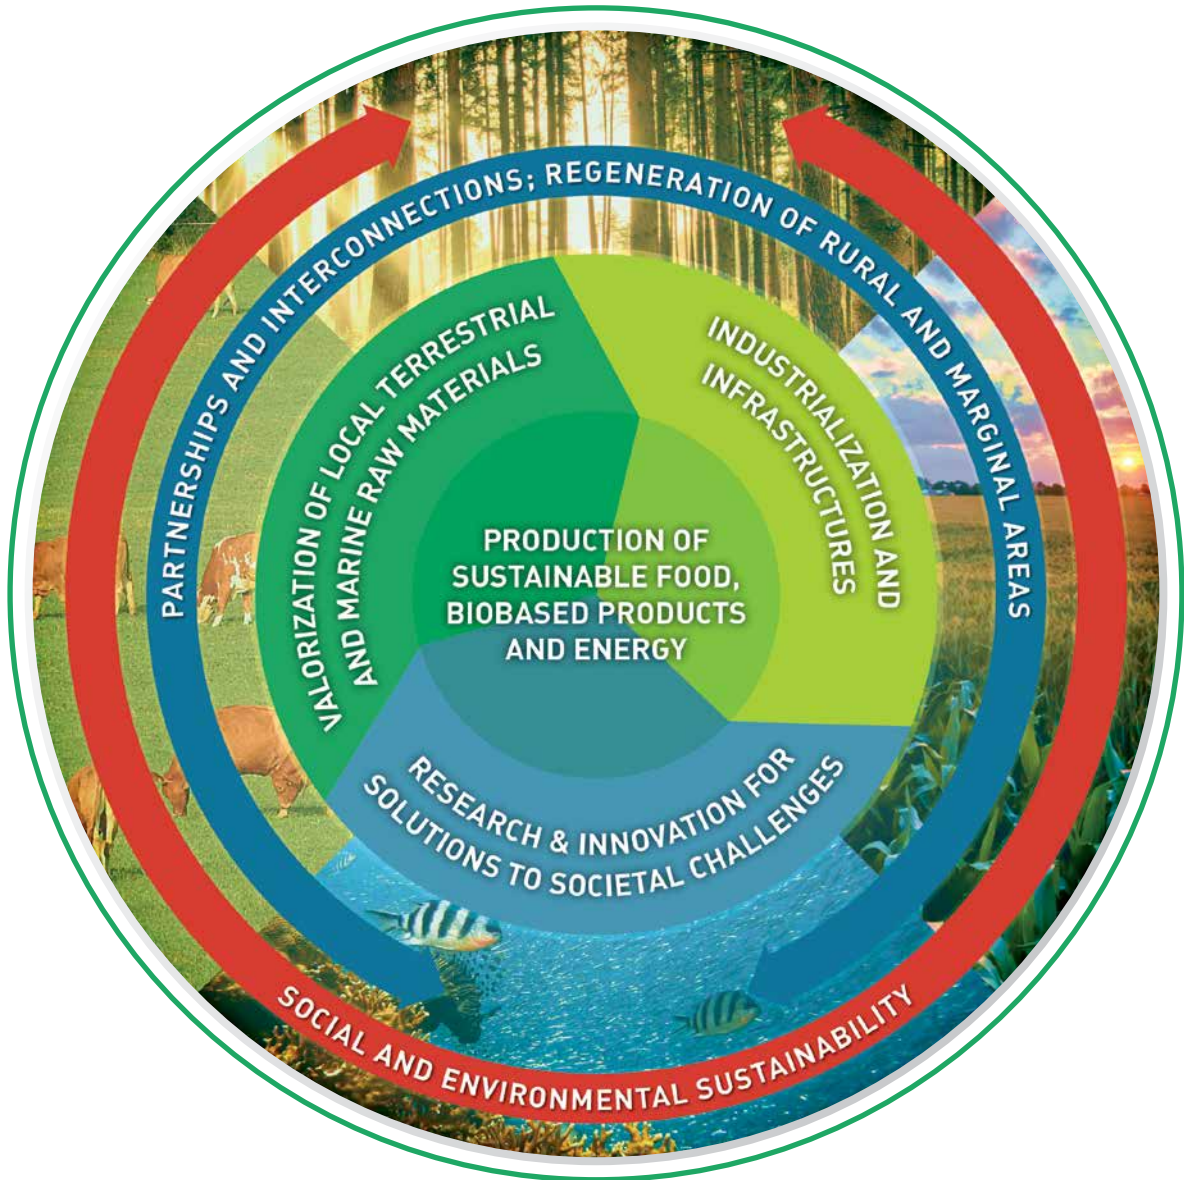 PARTNERSHIPS AND INTERCONNECTIONS; REGENERATION OF RURAL AND MARGINAL AREAS
VALORIZATION OF LOCAL TERRESTRIAL
AND MARINE RAW MATERIALS
INDUSTRIALIZATION AND
INFRASTRUCTURES
PRODUCTION OF
SUSTAINABLE FOOD,
BIOBASED PRODUCTS
AND ENERGY
RESEARCH & INNOVATION FOR
SOLUTIONS TO SOCIETAL CHALLENGES
SOCIAL AND ENVIRONMENTAL SUSTAINABILITY